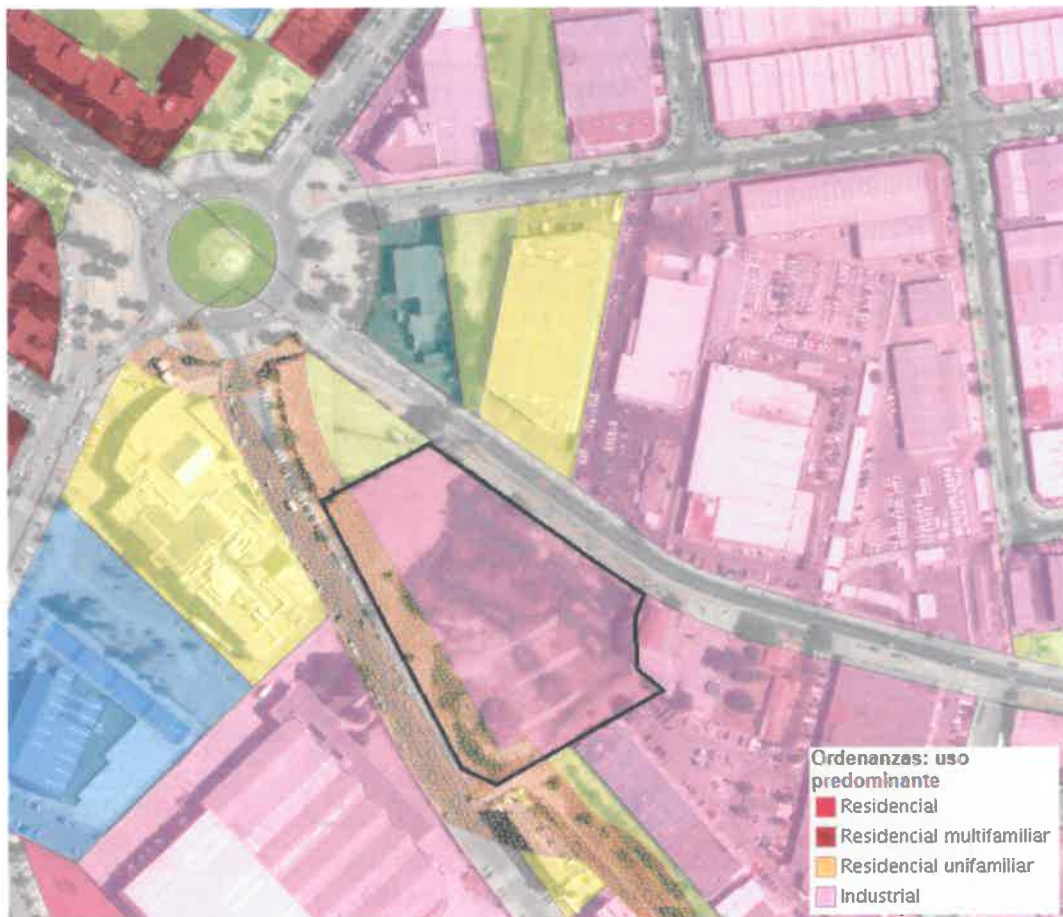 Ordenanzas: uso
predominante
Residencial
Residencial multifamiliar
Residencial unifamiliar
Industrial